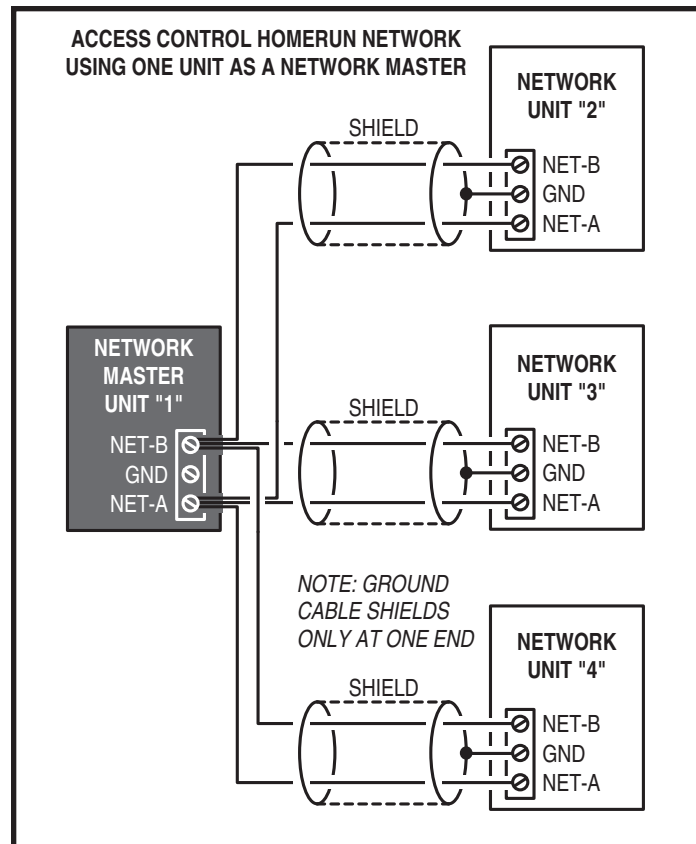 ACCESS CONTROL HOMERUN NETWORK
USING ONE UNIT AS A NETWORK MASTER
NETWORK
UNIT "2"
SHIELD
NET-B
GND
NET-A
NETWORK
MASTER
UNIT "1"
NET-B
GND
NET-A
NETWORK
UNIT "3"
SHIELD
NET-B
GND
NET-A
NOTE: GROUND
CABLE SHIELDS
ONLY AT ONE END
NETWORK
UNIT "4"
SHIELD
NET-B
GND
NET-A